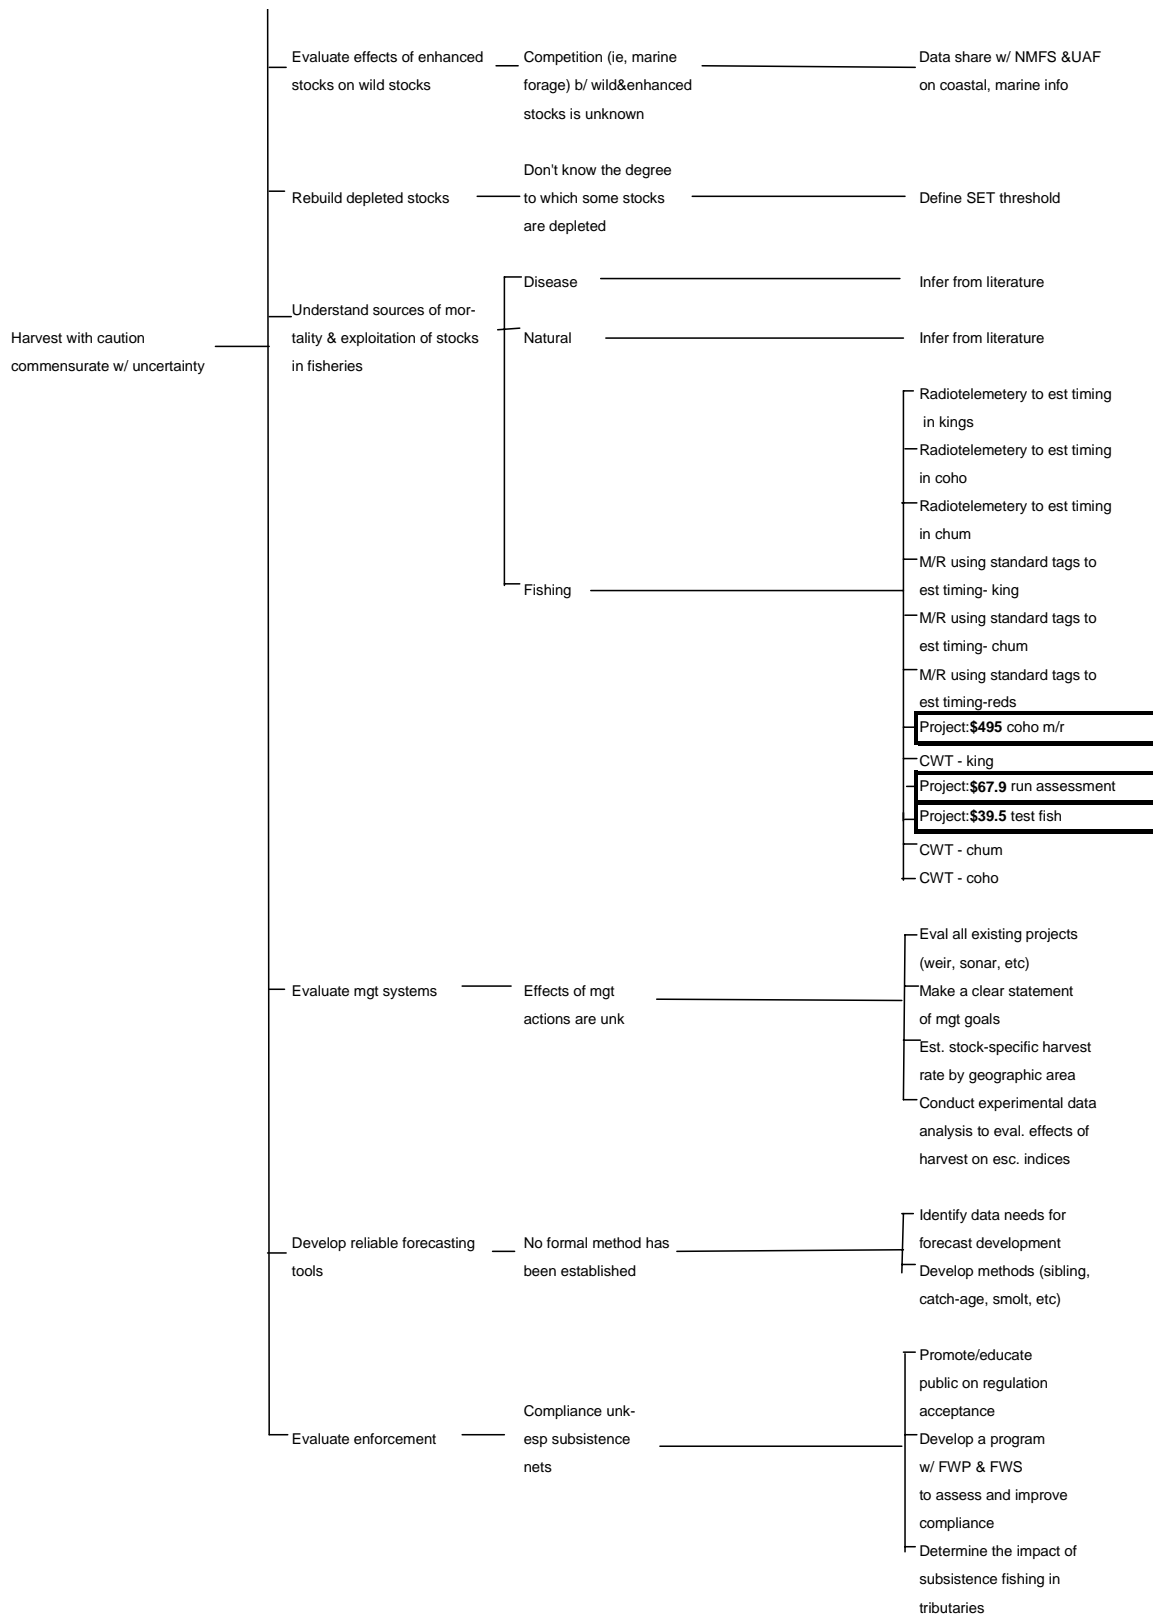 Evaluate effects of enhanced
stocks on wild stocks
Competition (ie, marine
forage) b/ wild&enhanced
stocks is unknown
Data share w/ NMFS &UAF
on coastal, marine info
Rebuild depleted stocks
Don't know the degree
to which some stocks
are depleted
Define SET threshold
Harvest with caution
commensurate w/ uncertainty
Understand sources of mor-
tality & exploitation of stocks
in fisheries
Disease
Infer from literature
Natural
Infer from literature
Fishing
Radiotelemetery to est timing
in kings
Radiotelemetery to est timing
in coho
Radiotelemetery to est timing
in chum
M/R using standard tags to
est timing- king
M/R using standard tags to
est timing- chum
M/R using standard tags to
est timing-reds
Project:$495 coho m/r
CWT - king
Project:$67.9 run assessment
Project:$39.5 test fish
CWT - chum
CWT - coho
Evaluate mgt systems
Effects of mgt
actions are unk
Eval all existing projects
(weir, sonar, etc)
Make a clear statement
of mgt goals
Est. stock-specific harvest
rate by geographic area
Conduct experimental data
analysis to eval. effects of
harvest on esc. indices
Develop reliable forecasting
tools
No formal method has
been established
Identify data needs for
forecast development
Develop methods (sibling,
catch-age, smolt, etc)
Evaluate enforcement
Compliance unk-
esp subsistence
nets
Promote/educate
public on regulation
acceptance
Develop a program
w/ FWP & FWS
to assess and improve
compliance
Determine the impact of
subsistence fishing in
tributaries